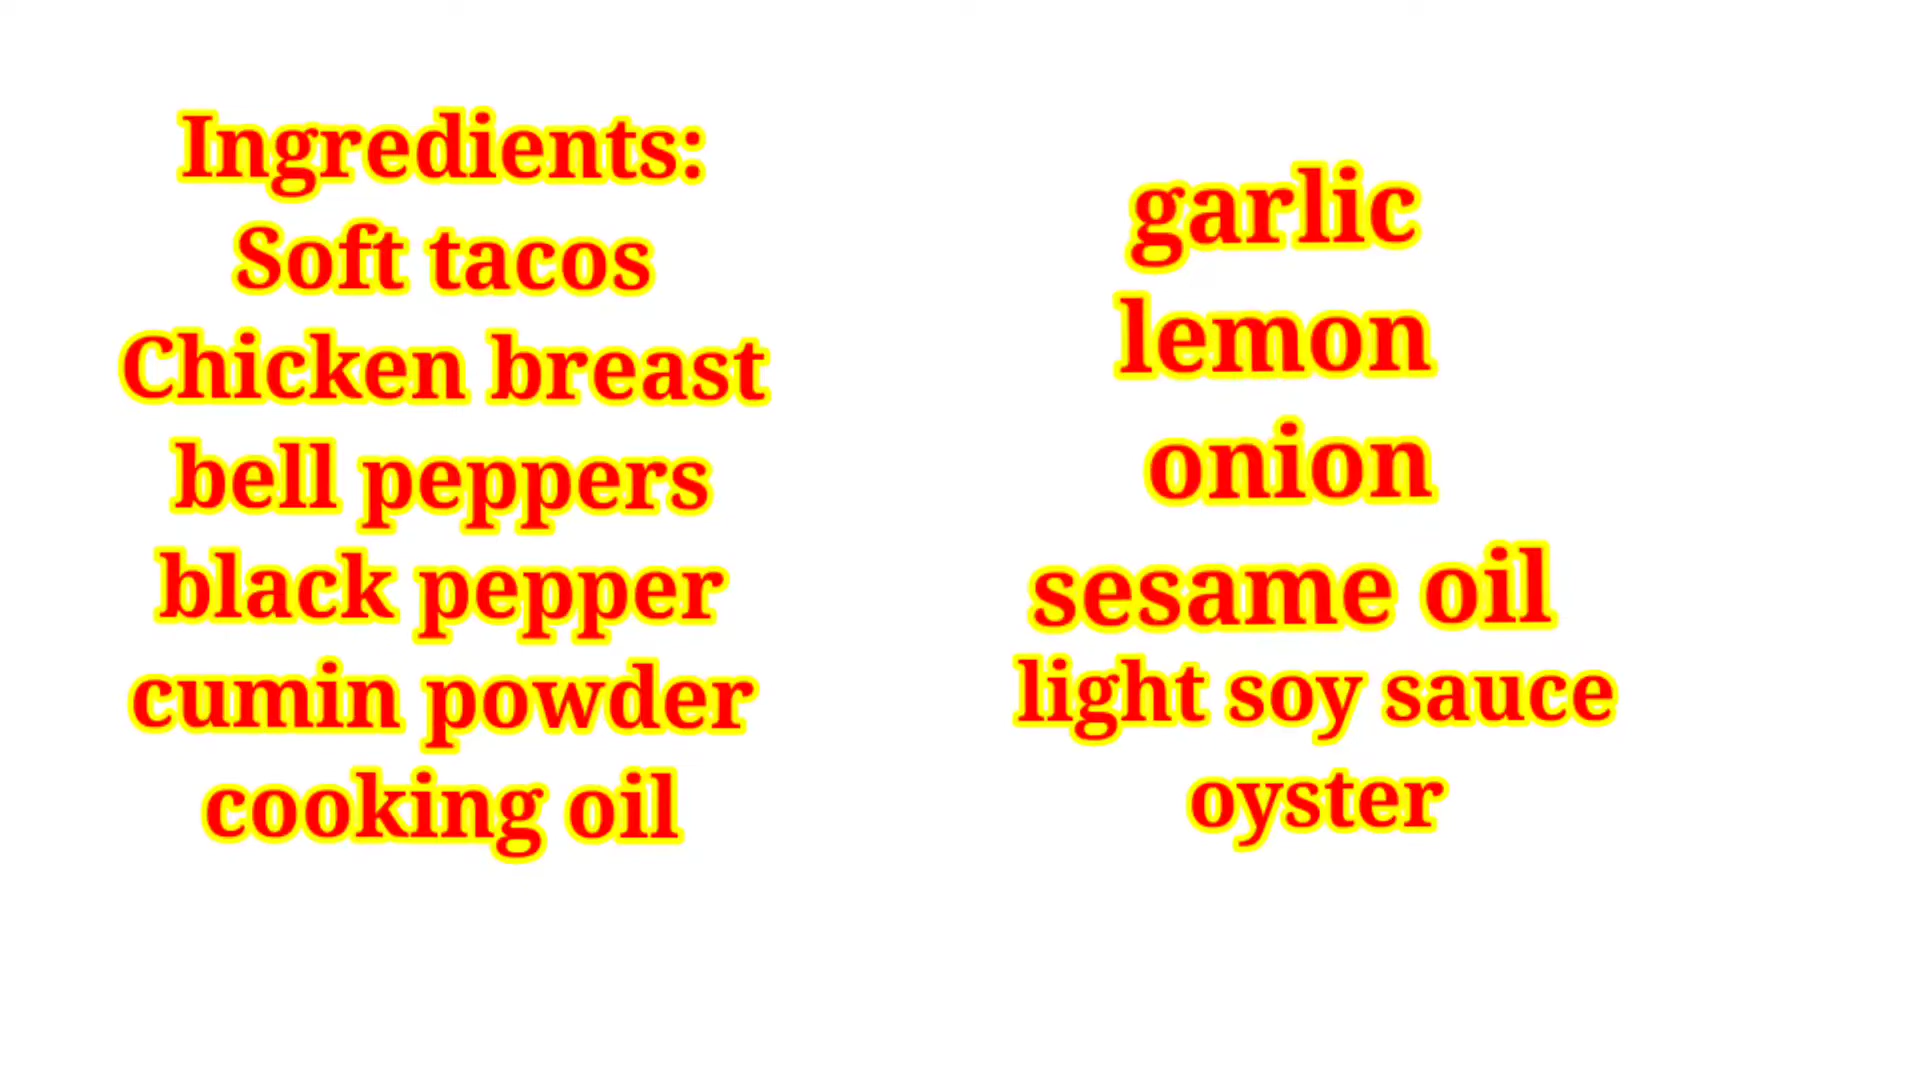 Ingredients:
Soft tacos
Chicken breast
bell peppers
black pepper
cumin powder
cooking oil
garlic
lemon
onion
sesame oil
light soy sauce
oyster